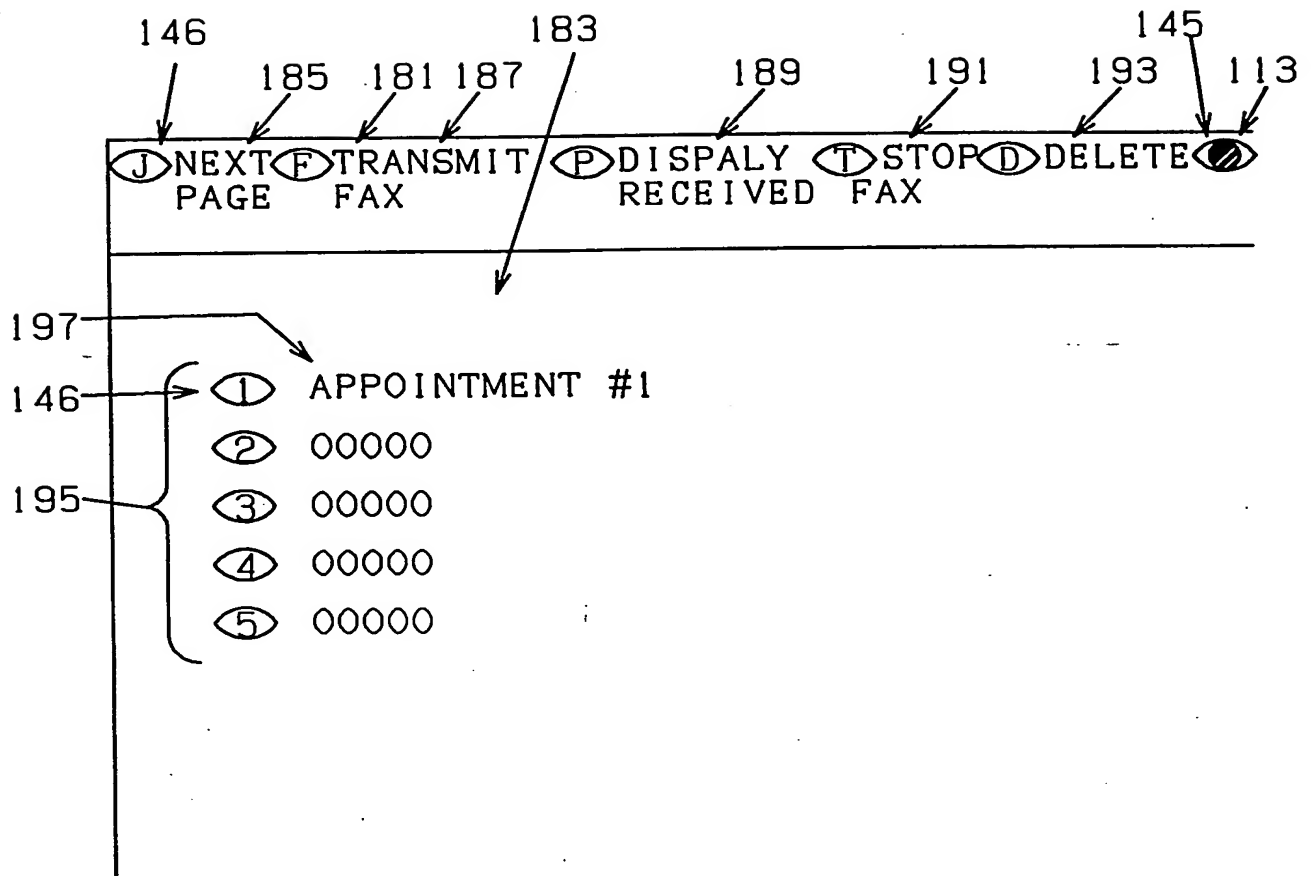 146 183 145
185 181 187 189 191 193 113
J NEXT F TRANSMIT P DISPALY T STOP D DELETE
PAGE FAX RECEIVED FAX
197
1 APPOINTMENT #1
146
2 00000
195
3 00000
4 00000
5 00000